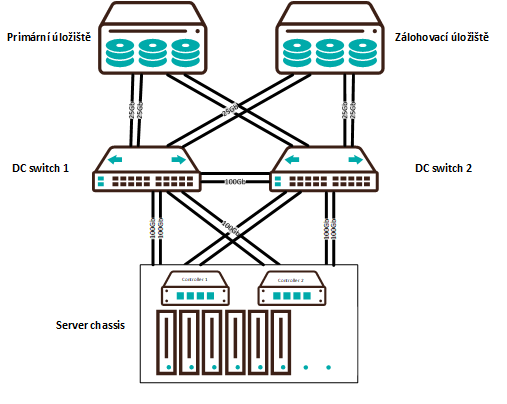 Primární úložiště
Zálohovací úložiště
25Gb
25Gb
25Gb
25Gb
25Gb
DC switch 1
DC switch 2
100Gb
100Gb
100Gb
100Gb
100Gb
100Gb
100Gb
Controller 1
Controller 2
Server chassis